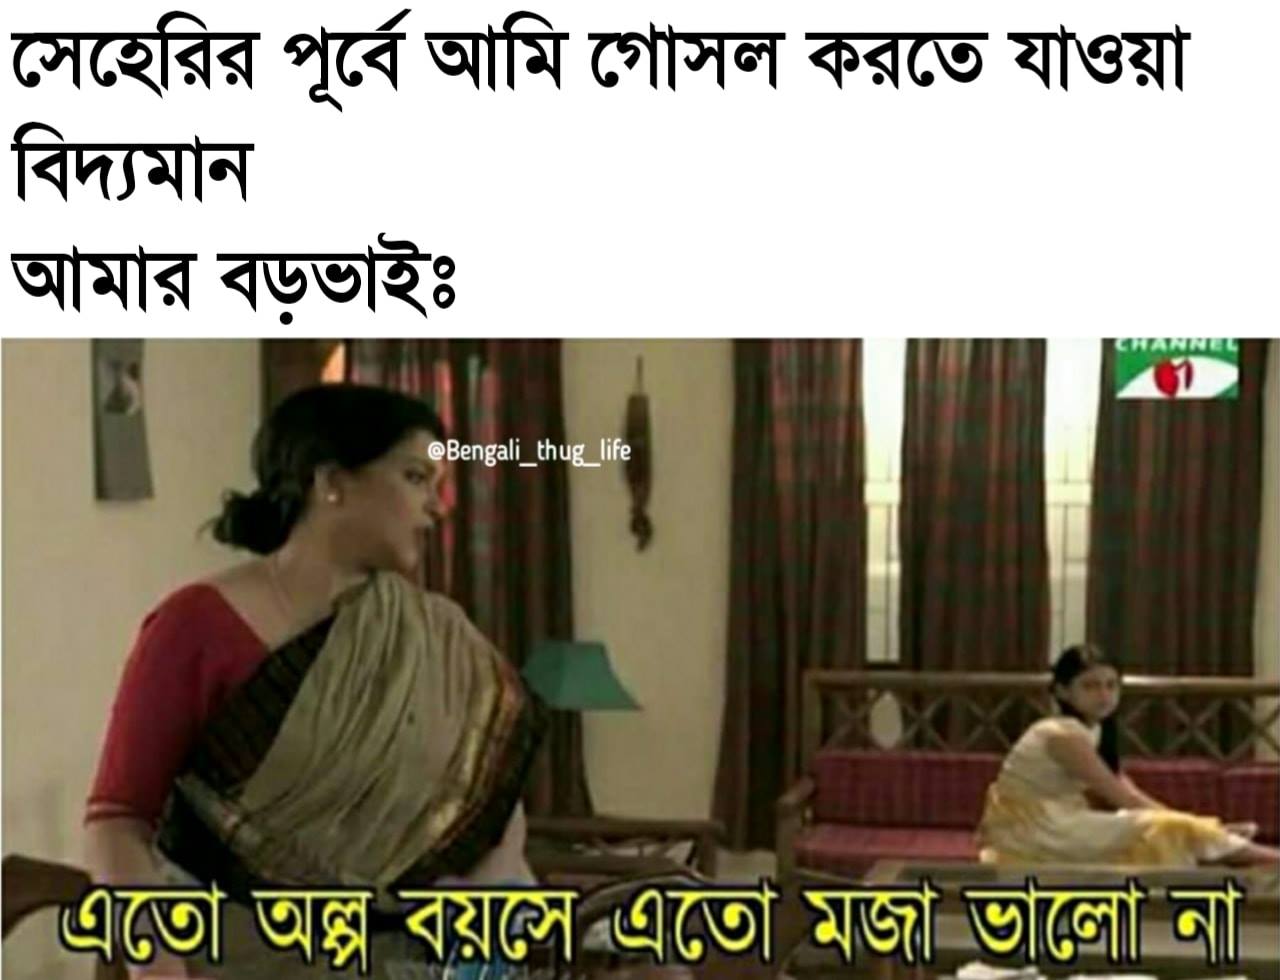 সেহেরির পূর্বে আমি গোসল করতে যাওয়া
বিদ্যমান
আমার বড়ভাইঃ
CHANNEL
@Bengali_thug_life
এতো অল্প বয়সে এতো মজা ভালো না